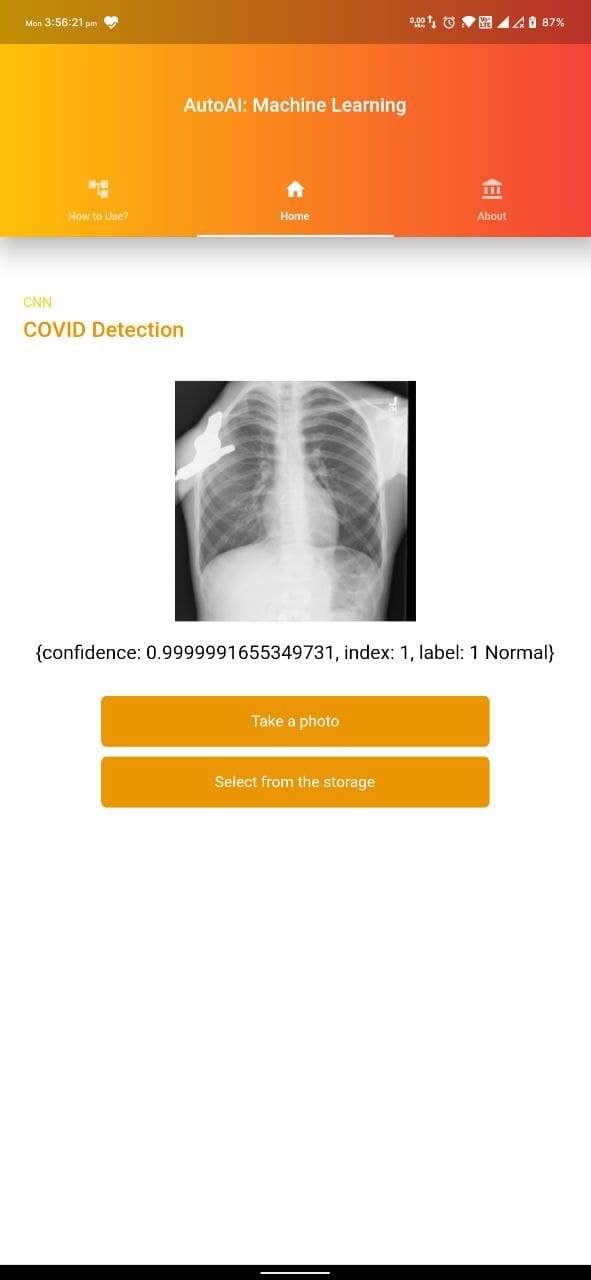 Mon 3:56:21 pm 87%
AutoAI: Machine Learning
How to Use? Home About
CNN
COVID Detection
L
{confidence: 0.9999991655349731, index: 1, label: 1 Normal}
Take a photo
Select from the storage